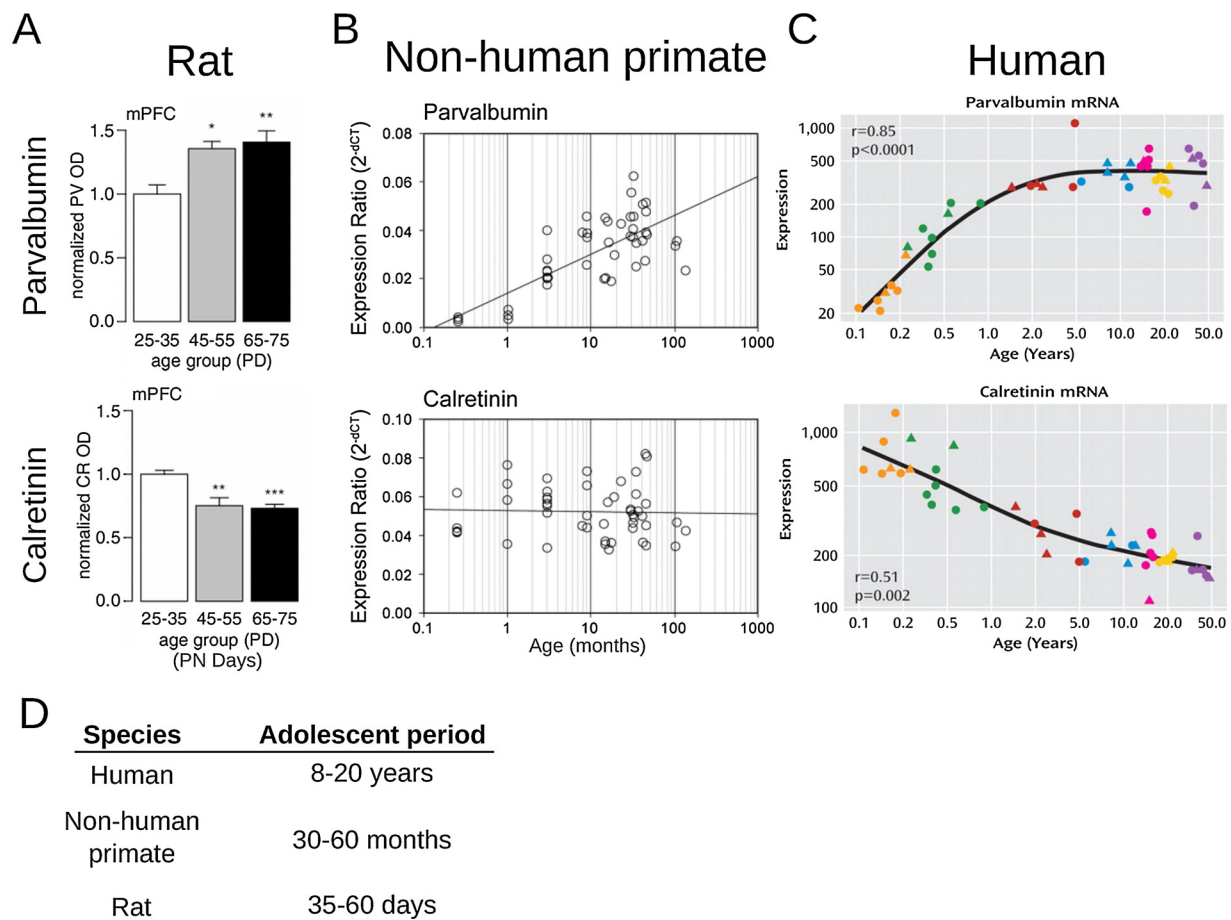 A
Rat
Parvalbumin
mPFC
normalized PV OD
1.5
1.0
0.5
0.0
*
**
25-35 45-55 65-75
age group (PD)
Calretinin
mPFC
normalized CR OD
1.5
1.0
0.5
0.0
**
***
25-35 45-55 65-75
age group (PD)
(PN Days)
B
Non-human primate
Parvalbumin
Expression Ratio (2-dCT)
0.08
0.06
0.04
0.02
0.00
0.1 1 10 100 1000
Calretinin
Expression Ratio (2-dCT)
0.10
0.08
0.06
0.04
0.02
0.00
0.1 1 10 100 1000
Age (months)
C
Human
Parvalbumin mRNA
r=0.85
p<0.0001
Expression
1,000
500
200
100
50
20
0.1 0.2 0.5 1.0 2.0 5.0 10.0 20.0 50.0
Age (Years)
Calretinin mRNA
Expression
1,000
500
200
100
r=0.51
p=0.002
0.1 0.2 0.5 1.0 2.0 5.0 10.0 20.0 50.0
Age (Years)
D
Species Adolescent period
Human 8-20 years
Non-human
primate 30-60 months
Rat 35-60 days